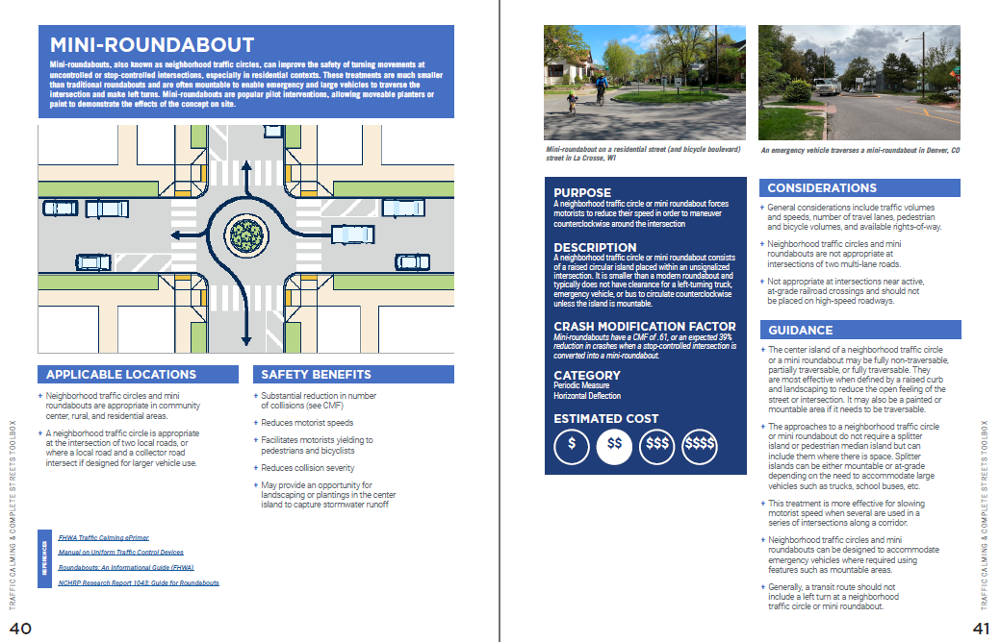 MINI-ROUNDABOUT
Mini-roundabouts, also known as neighborhood traffic circles, can improve the safety of turning movements at
uncontrolled or stop-controlled intersections, especially in residential contexts. These treatments are much smaller
than traditional roundabouts and are often mountable to enable emergency and large vehicles to traverse the
intersection and make left turns. Mini-roundabouts are popular pilot interventions, allowing moveable planters or
paint to demonstrate the effects of the concept on site.
APPLICABLE LOCATIONS
+ Neighborhood traffic circles and mini
roundabouts are appropriate in community
center, rural, and residential areas.
+ A neighborhood traffic circle is appropriate
at the intersection of two local roads, or
where a local road and a collector road
intersect if designed for larger vehicle use.
SAFETY BENEFITS
+ Substantial reduction in number
of collisions (see CMF)
+ Reduces motorist speeds
+ Facilitates motorists yielding to
pedestrians and bicyclists
+ Reduces collision severity
+ May provide an opportunity for
landscaping or plantings in the center
island to capture stormwater runoff
REFERENCES
FHWA Traffic Calming ePrimer
Manual on Uniform Traffic Control Devices
Roundabouts: An Informational Guide (FHWA)
NCHRP Research Report 1043: Guide for Roundabouts
TRAFFIC CALMING & COMPLETE STREETS TOOLBOX
40
Mini-roundabout on a residential street (and bicycle boulevard)
street in La Crosse, WI
An emergency vehicle traverses a mini-roundabout in Denver, CO
PURPOSE
A neighborhood traffic circle or mini roundabout forces
motorists to reduce their speed in order to maneuver
counterclockwise around the intersection
DESCRIPTION
A neighborhood traffic circle or mini roundabout consists
of a raised circular island placed within an unsignalized
intersection. It is smaller than a modern roundabout and
typically does not have clearance for a left-turning truck,
emergency vehicle, or bus to circulate counterclockwise
unless the island is mountable.
CRASH MODIFICATION FACTOR
Mini-roundabouts have a CMF of .61, or an expected 39%
reduction in crashes when a stop-controlled intersection is
converted into a mini-roundabout.
CATEGORY
Periodic Measure
Horizontal Deflection
ESTIMATED COST
$ $$ $$$ $$$$
CONSIDERATIONS
+ General considerations include traffic volumes
and speeds, number of travel lanes, pedestrian
and bicycle volumes, and available rights-of-way.
+ Neighborhood traffic circles and mini
roundabouts are not appropriate at
intersections of two multi-lane roads.
+ Not appropriate at intersections near active,
at-grade railroad crossings and should not
be placed on high-speed roadways.
GUIDANCE
+ The center island of a neighborhood traffic circle
or a mini roundabout may be fully non-traversable,
partially traversable, or fully traversable. They
are most effective when defined by a raised curb
and landscaping to reduce the open feeling of the
street or intersection. It may also be a painted or
mountable area if it needs to be traversable.
+ The approaches to a neighborhood traffic circle
or mini roundabout do not require a splitter
island or pedestrian median island but can
include them where there is space. Splitter
islands can be either mountable or at-grade
depending on the need to accommodate large
vehicles such as trucks, school buses, etc.
+ This treatment is more effective for slowing
motorist speed when several are used in a
series of intersections along a corridor.
+ Neighborhood traffic circles and mini
roundabouts can be designed to accommodate
emergency vehicles where required using
features such as mountable areas.
+ Generally, a transit route should not
include a left turn at a neighborhood
traffic circle or mini roundabout.
TRAFFIC CALMING & COMPLETE STREETS TOOLBOX
41